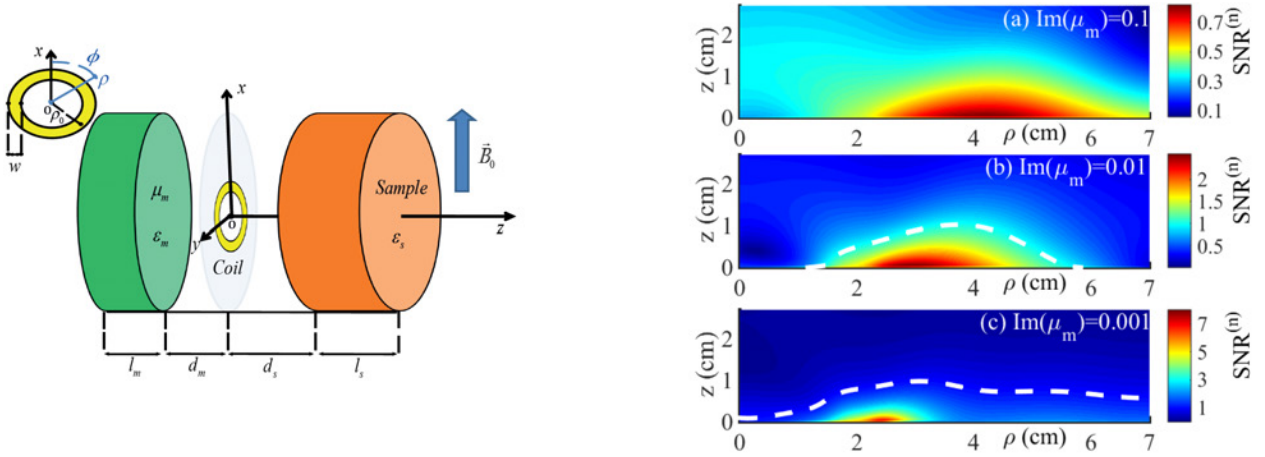 x
ϕ
ρ
o
ρ₀
w
x
B⃗₀
μₘ
εₘ
Sample
εₛ
o
z
y
Coil
lₘ
dₘ
dₛ
lₛ
(a) Im(μₘ)=0.1
z (cm)
2
1
0
0
2
4
ρ (cm)
6
7
0.7
0.5
0.3
0.1
SNR⁽ⁿ⁾
(b) Im(μₘ)=0.01
z (cm)
2
1
0
0
2
4
ρ (cm)
6
7
2
1.5
1
0.5
SNR⁽ⁿ⁾
(c) Im(μₘ)=0.001
z (cm)
2
1
0
0
2
4
ρ (cm)
6
7
7
5
3
1
SNR⁽ⁿ⁾